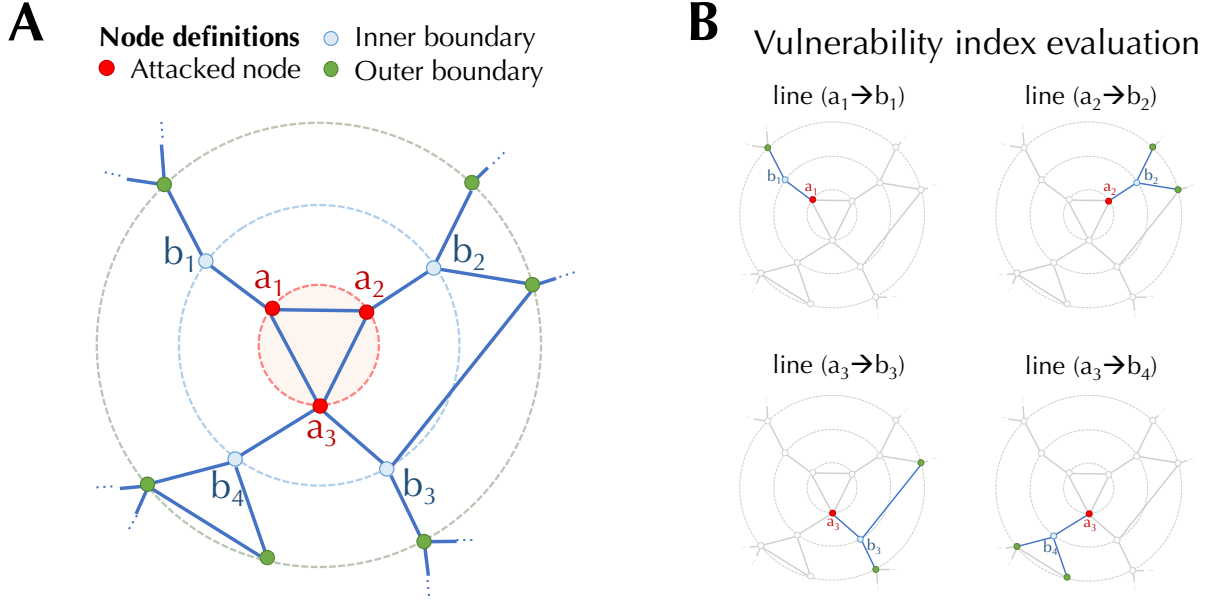 A
Node definitions
Inner boundary
Attacked node
Outer boundary
b₁
b₂
a₁
a₂
a₃
b₄
b₃
B
Vulnerability index evaluation
line (a₁→b₁)
line (a₂→b₂)
b₁
a₁
a₂
b₂
line (a₃→b₃)
line (a₃→b₄)
a₃
b₃
a₃
b₄